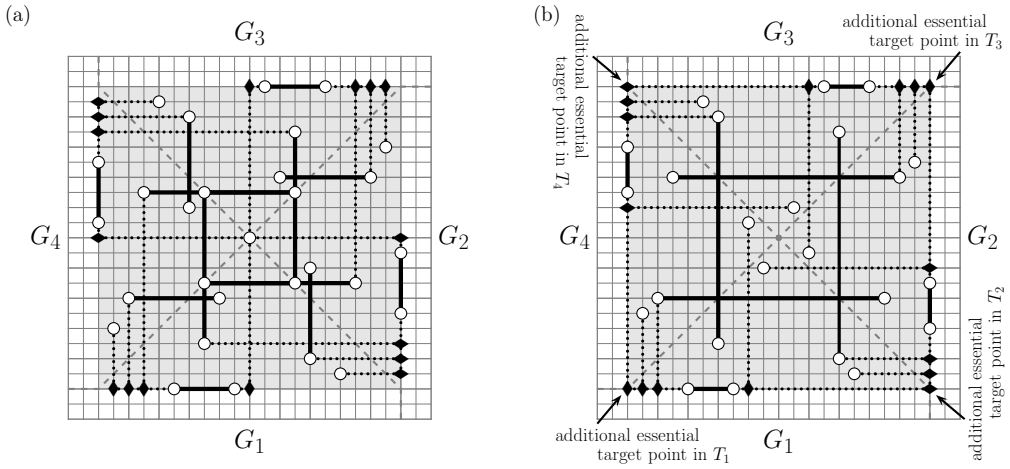 (a)
G₃
G₄
G₂
G₁
(b)
additional essential
target point in T₄
G₃
additional essential
target point in T₃
G₄
G₂
additional essential
target point in T₂
additional essential
target point in T₁
G₁